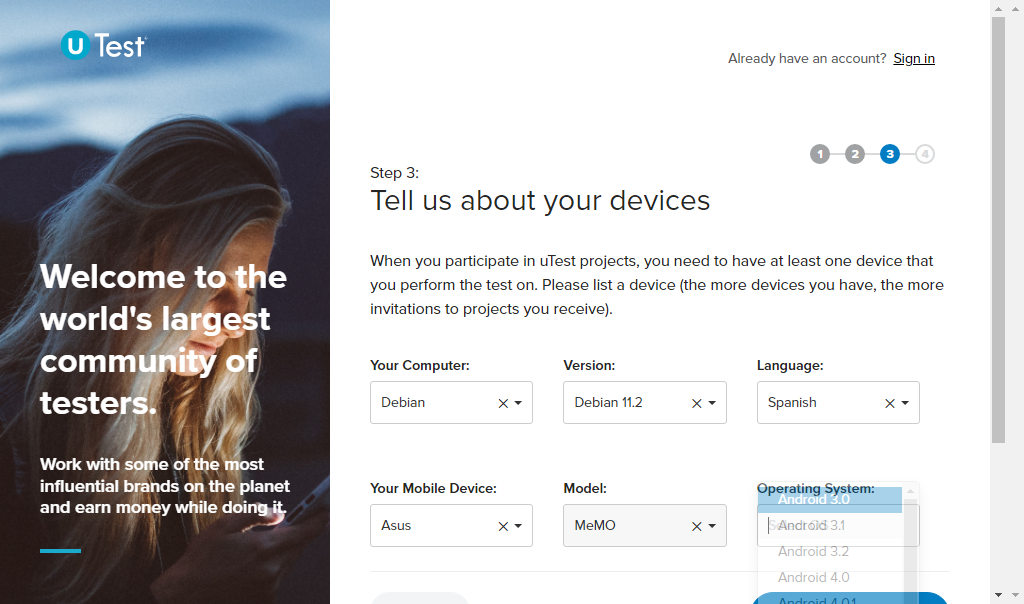 U Test
Already have an account? Sign in
1 2 3 4
Step 3:
Tell us about your devices
Welcome to the
world's largest
community of
testers.
Work with some of the most
influential brands on the planet
and earn money while doing it.
When you participate in uTest projects, you need to have at least one device that
you perform the test on. Please list a device (the more devices you have, the more
invitations to projects you receive).
Your Computer: Version: Language:
Debian Debian 11.2 Spanish
Your Mobile Device: Model: Operating System:
Asus MeMO
Android 3.0
Android 3.1
Android 3.2
Android 4.0
Android 4.0.1